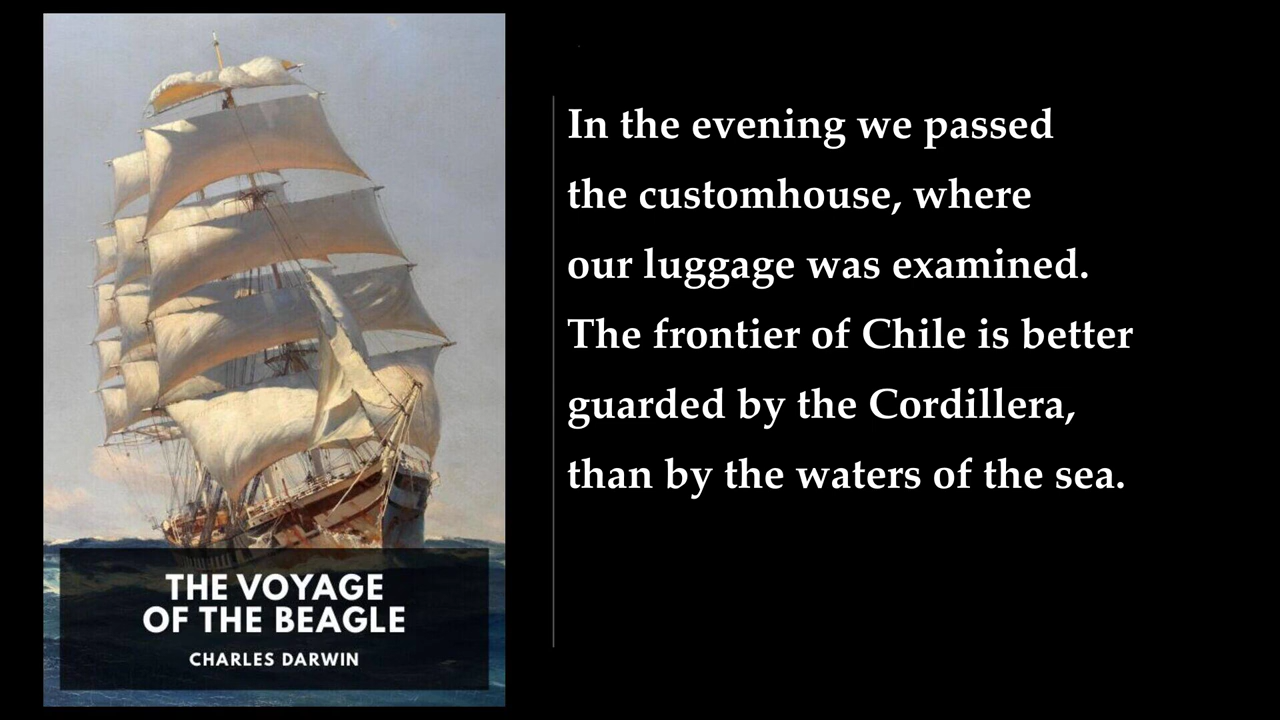 In the evening we passed
the customhouse, where
our luggage was examined.
The frontier of Chile is better
guarded by the Cordillera,
than by the waters of the sea.
THE VOYAGE
OF THE BEAGLE
CHARLES DARWIN